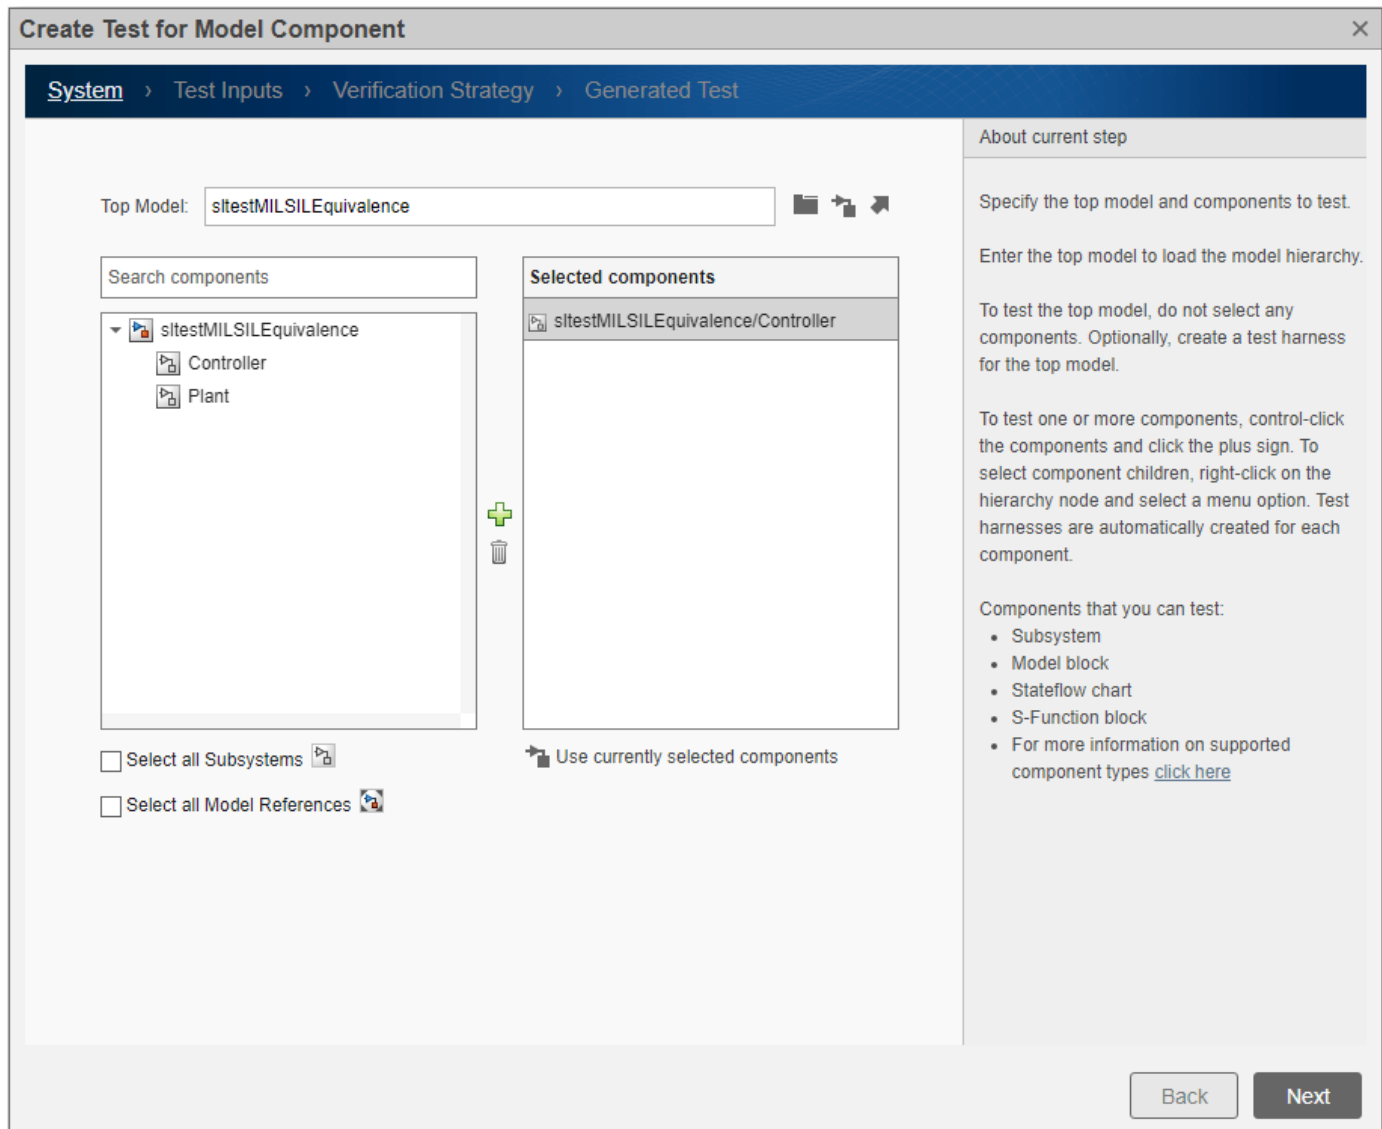 Create Test for Model Component
System › Test Inputs › Verification Strategy › Generated Test
About current step
Top Model: sltestMILSILEquivalence
Search components
sltestMILSILEquivalence
Controller
Plant
Selected components
sltestMILSILEquivalence/Controller
Select all Subsystems
Select all Model References
Use currently selected components
Specify the top model and components to test.
Enter the top model to load the model hierarchy.
To test the top model, do not select any
components. Optionally, create a test harness
for the top model.
To test one or more components, control-click
the components and click the plus sign. To
select component children, right-click on the
hierarchy node and select a menu option. Test
harnesses are automatically created for each
component.
Components that you can test:
• Subsystem
• Model block
• Stateflow chart
• S-Function block
• For more information on supported
component types click here
Back
Next